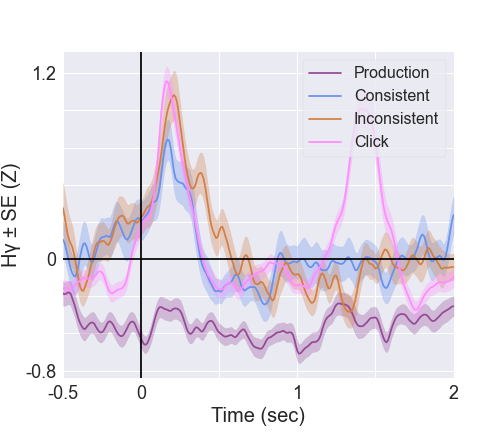 Production
Consistent
Inconsistent
Click
Hγ ± SE (Z)
1.2
0
-0.8
-0.5
0
1
2
Time (sec)